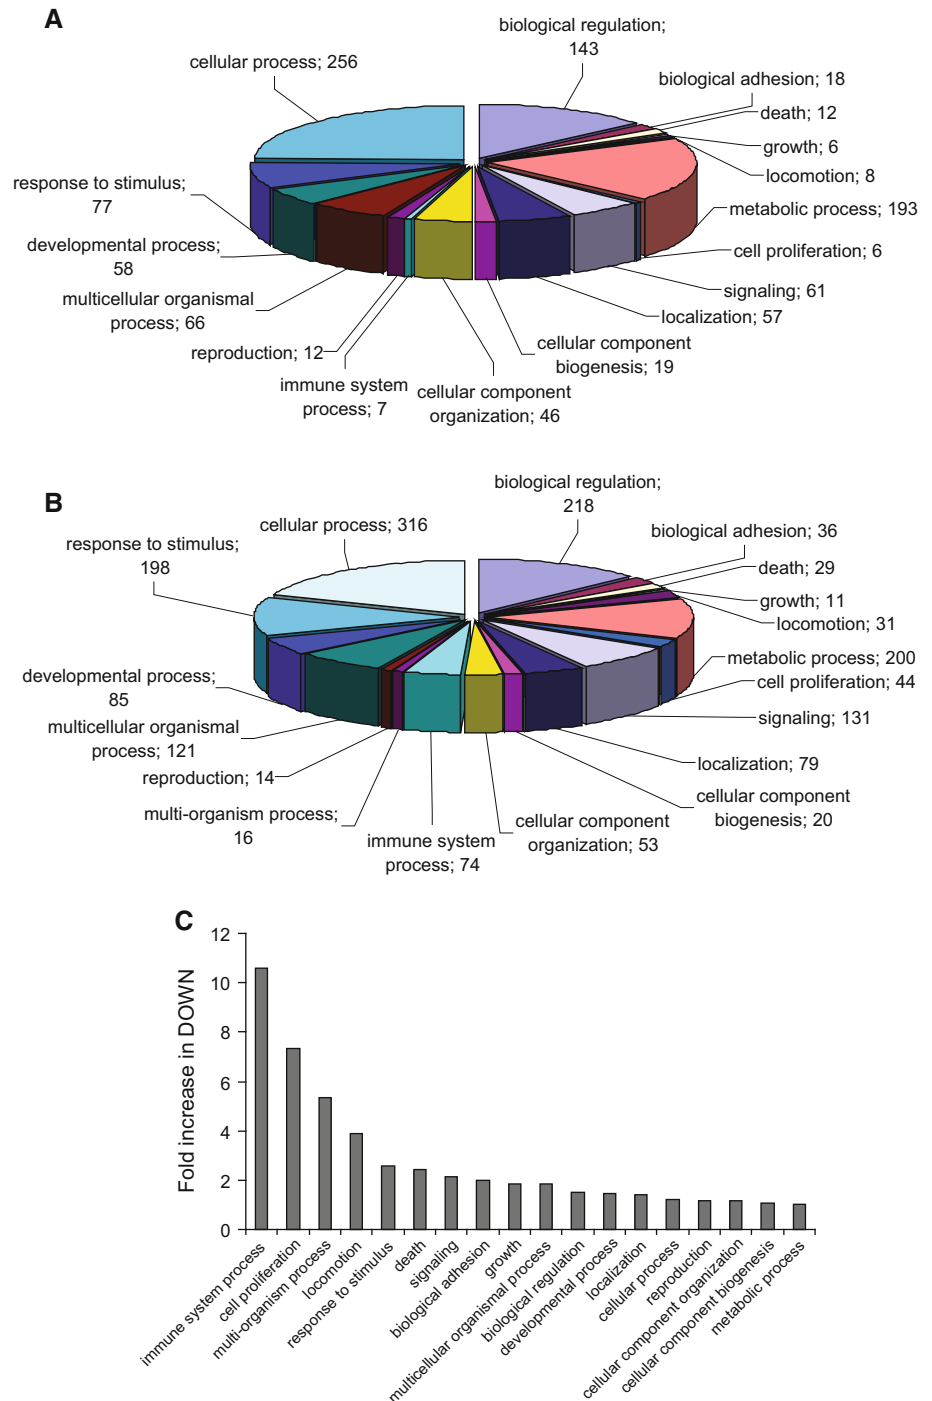 A
biological regulation;
143
cellular process; 256
biological adhesion; 18
death; 12
growth; 6
locomotion; 8
response to stimulus;
77
metabolic process; 193
developmental process;
58
cell proliferation; 6
signaling; 61
multicellular organismal
process; 66
localization; 57
reproduction; 12
cellular component
biogenesis; 19
immune system
process; 7
cellular component
organization; 46
B
biological regulation;
218
cellular process; 316
biological adhesion; 36
response to stimulus;
198
death; 29
growth; 11
locomotion; 31
metabolic process; 200
developmental process;
85
cell proliferation; 44
signaling; 131
multicellular organismal
process; 121
localization; 79
reproduction; 14
cellular component
biogenesis; 20
multi-organism process;
16
cellular component
organization; 53
immune system
process; 74
C
Fold increase in DOWN
12
10
8
6
4
2
0
immune system process
cell proliferation
multi-organism process
locomotion
response to stimulus
death
signaling
biological adhesion
growth
multicellular organismal process
biological regulation
developmental process
localization
cellular process
reproduction
cellular component organization
cellular component biogenesis
metabolic process